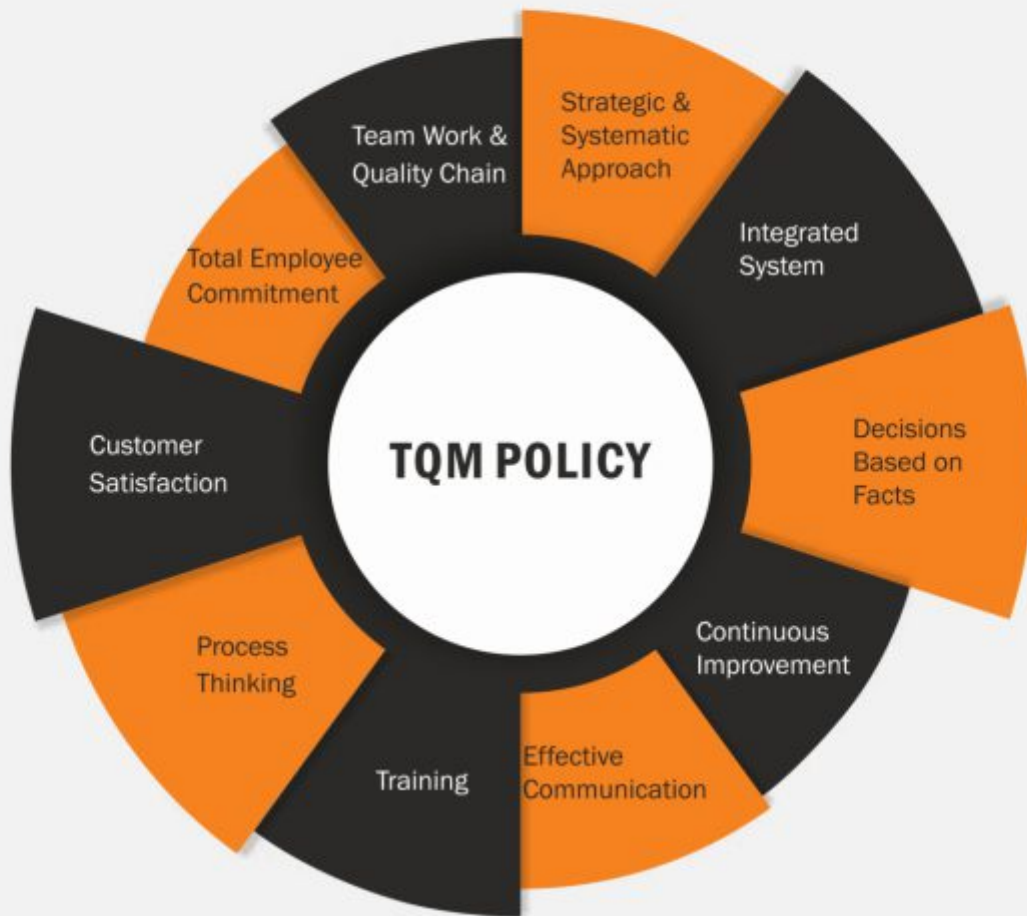 Strategic &
Systematic
Approach
Integrated
System
Decisions
Based on
Facts
Continuous
Improvement
Effective
Communication
Training
Process
Thinking
Customer
Satisfaction
Total Employee
Commitment
Team Work &
Quality Chain
TQM POLICY